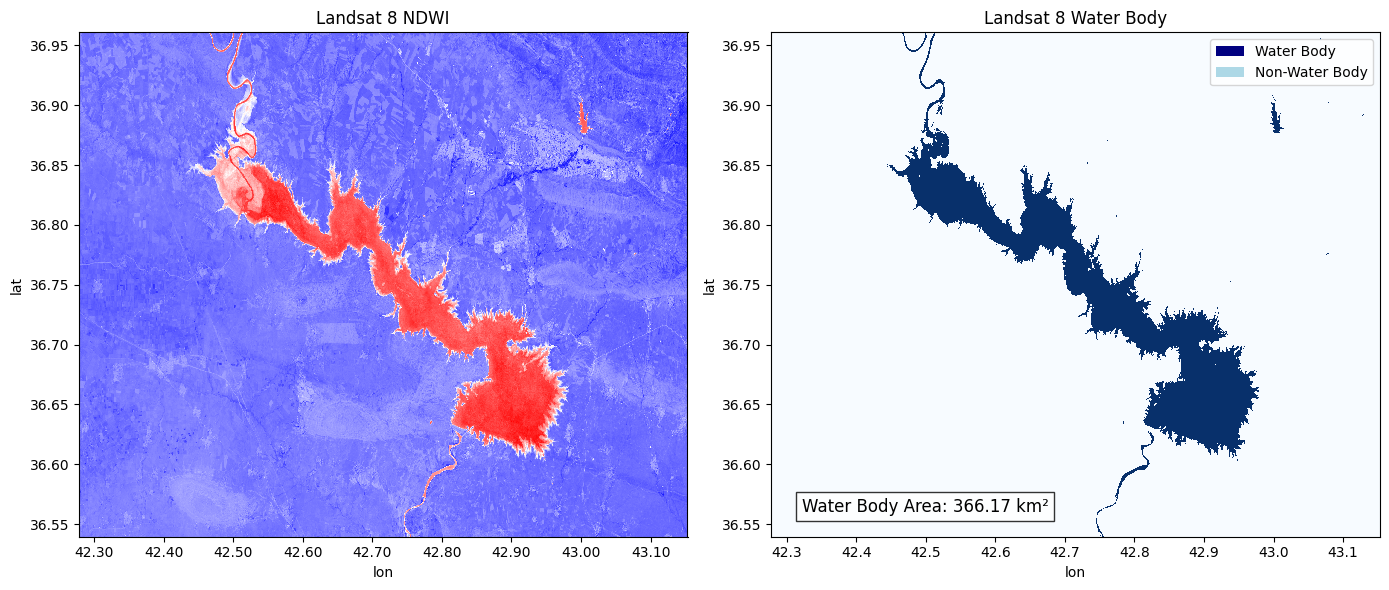 Landsat 8 NDWI
36.95
36.90
36.85
36.80
36.75
36.70
36.65
36.60
36.55
lat
42.30 42.40 42.50 42.60 42.70 42.80 42.90 43.00 43.10
lon
Landsat 8 Water Body
Water Body
Non-Water Body
36.95
36.90
36.85
36.80
36.75
36.70
36.65
36.60
36.55
lat
Water Body Area: 366.17 km²
42.3 42.4 42.5 42.6 42.7 42.8 42.9 43.0 43.1
lon